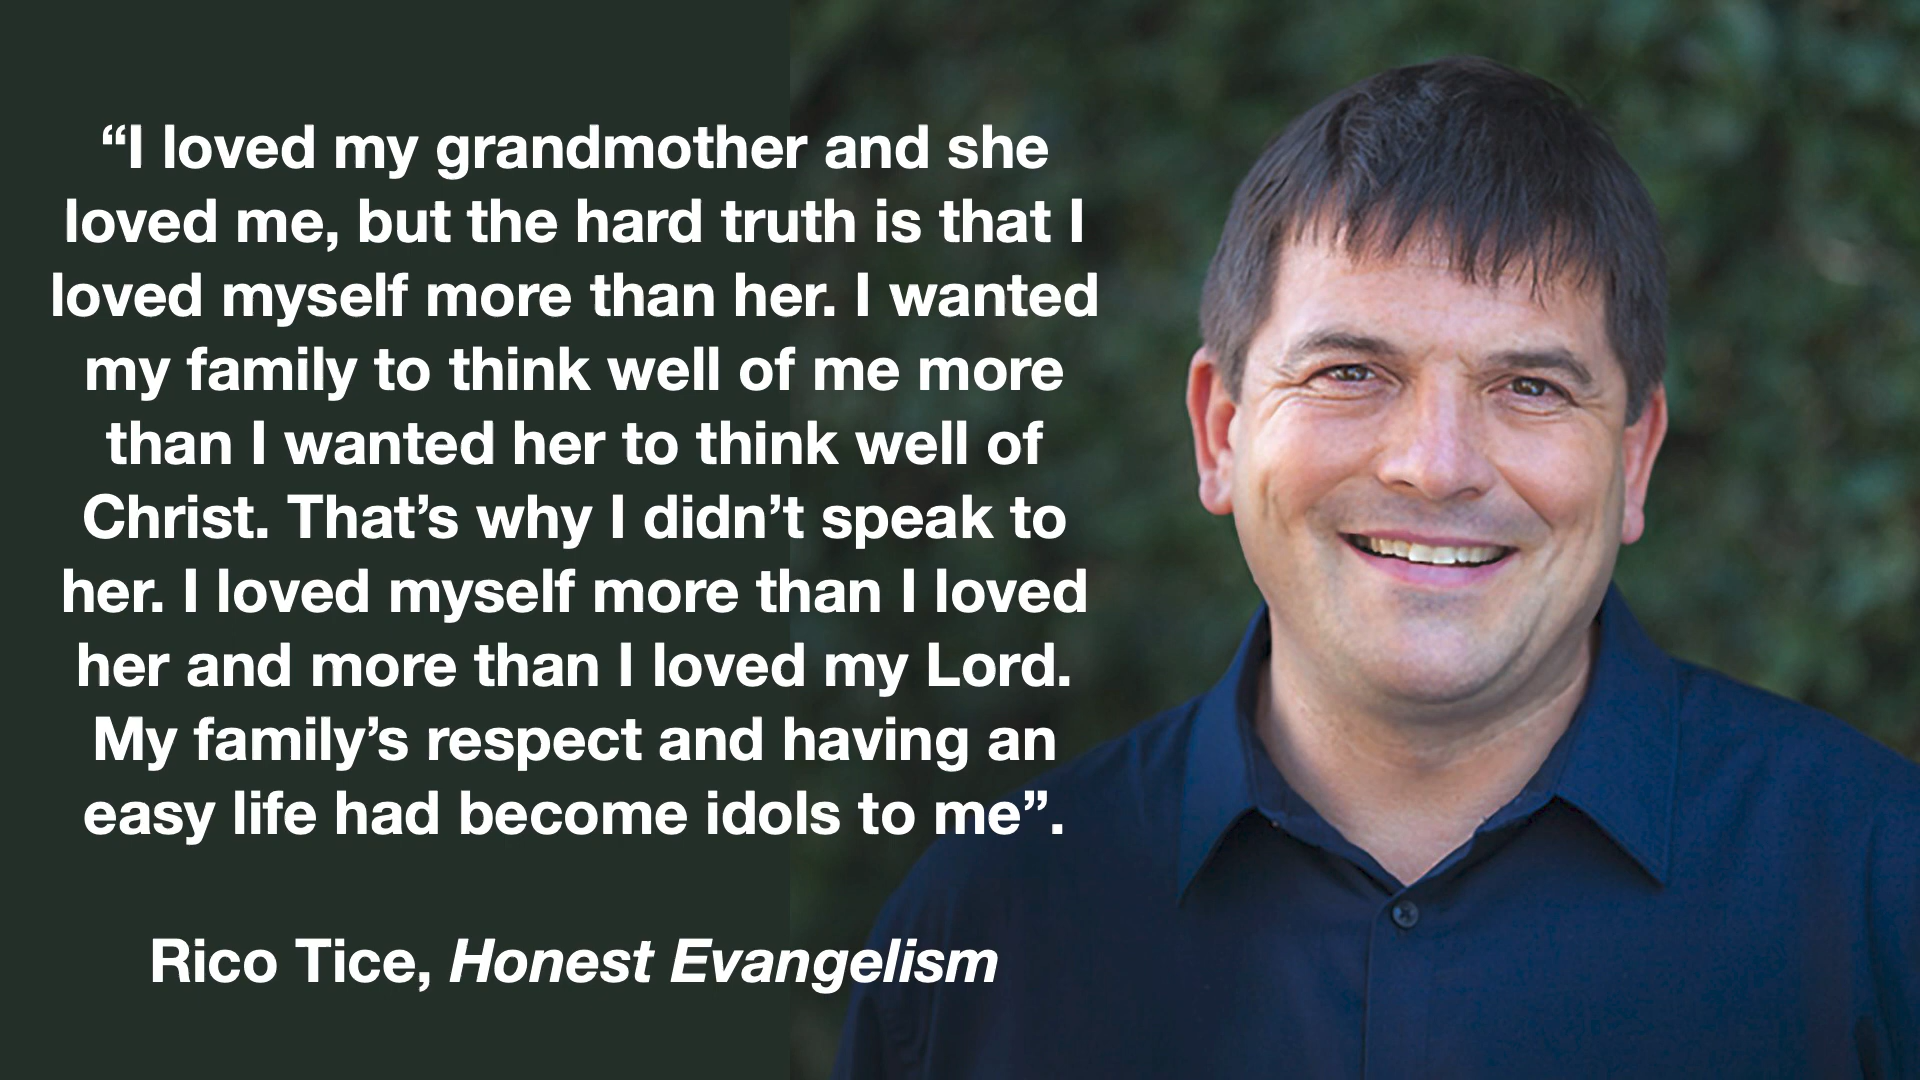 “I loved my grandmother and she
loved me, but the hard truth is that I
loved myself more than her. I wanted
my family to think well of me more
than I wanted her to think well of
Christ. That’s why I didn’t speak to
her. I loved myself more than I loved
her and more than I loved my Lord.
My family’s respect and having an
easy life had become idols to me”.
Rico Tice, Honest Evangelism